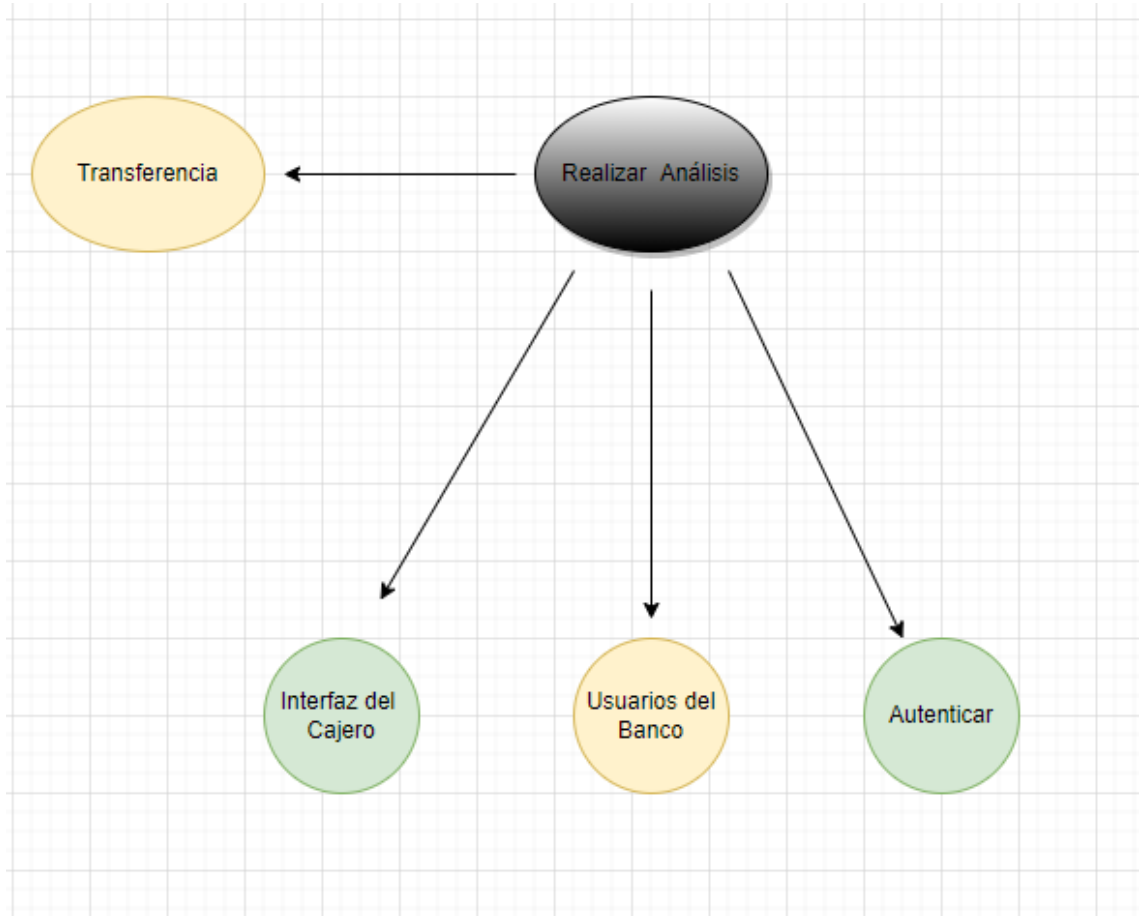 Transferencia
Realizar Análisis
Interfaz del
Cajero
Usuarios del
Banco
Autenticar